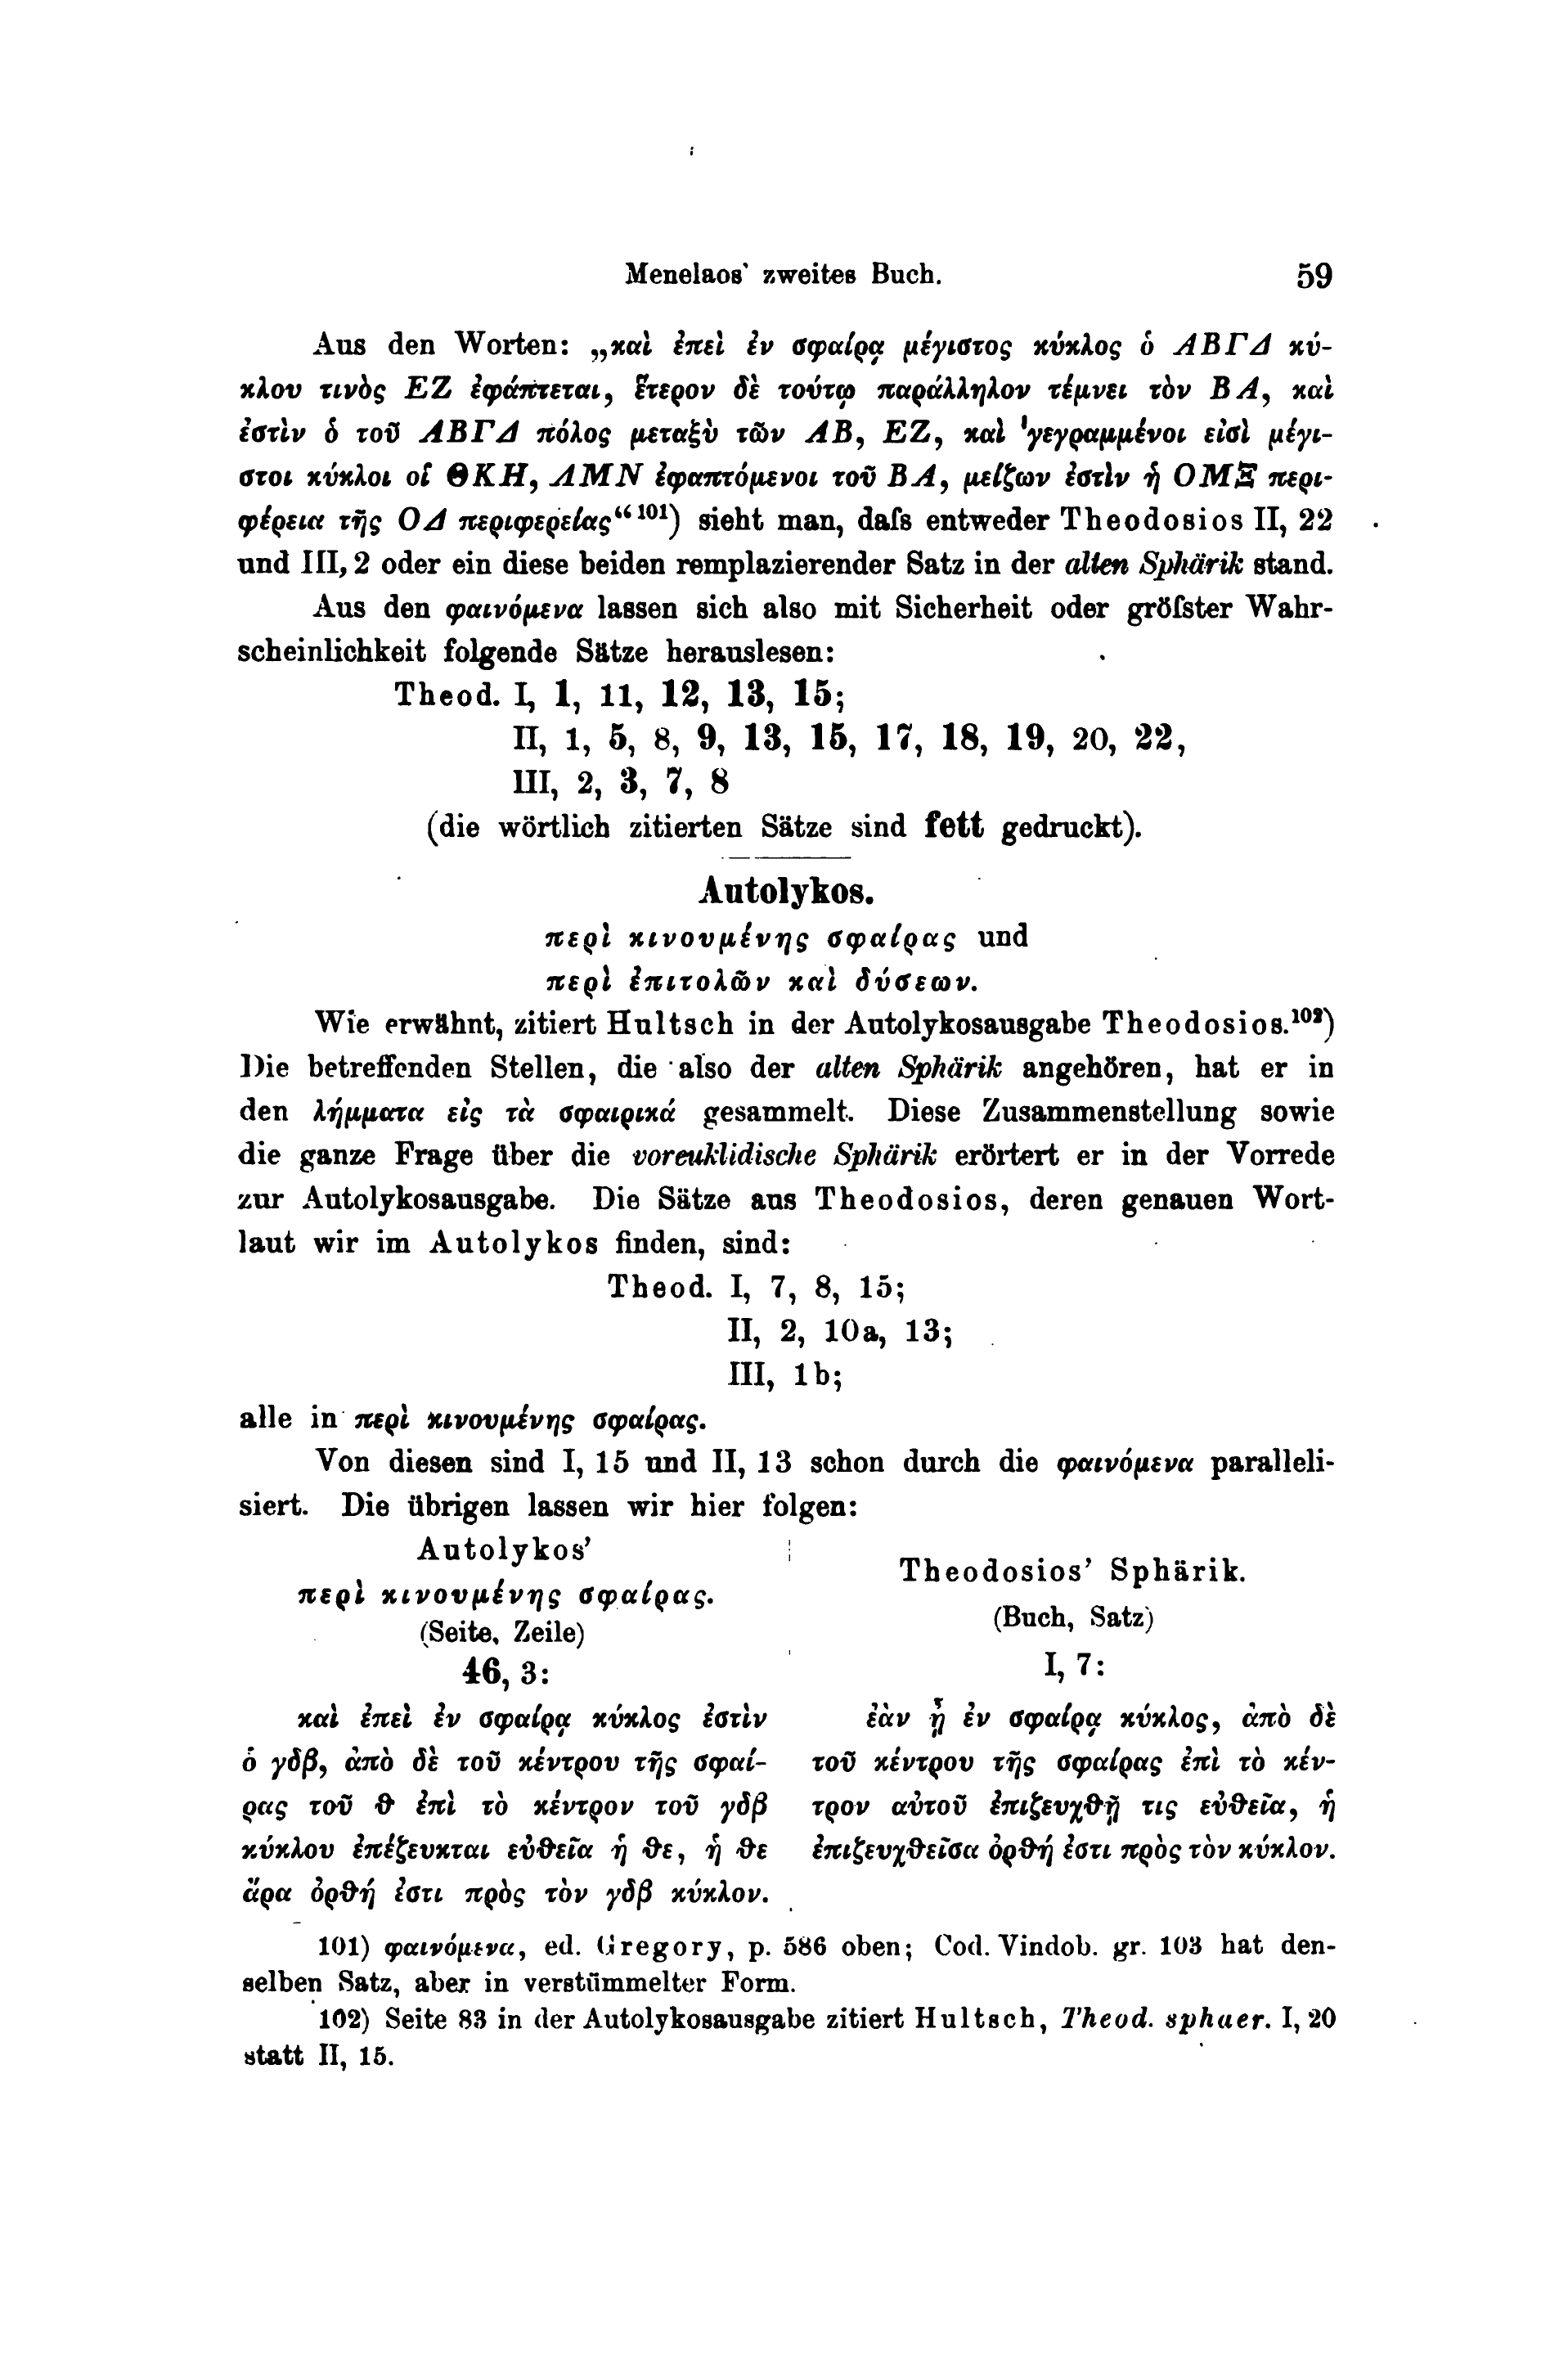 Menelaos' zweites Buch. 59
Aus den Worten: „καὶ ἐπεὶ ἐν σφαίρᾳ μέγιστος κύκλος ὁ ΑΒΓΔ κύ-
κλου τινὸς ΕΖ ἐφάπτεται, ἕτερον δὲ τούτῳ παράλληλον τέμνει τὸν ΒΑ, καὶ
ἐστὶν ὁ τοῦ ΑΒΓΔ πόλος μεταξὺ τῶν ΑΒ, ΕΖ, καὶ γεγραμμένοι εἰσὶ μέγι-
στοι κύκλοι οἱ ΘΚΗ, ΛΜΝ ἐφαπτόμενοι τοῦ ΒΑ, μείζων ἐστὶν ἡ ΟΜΞ περι-
φέρεια τῆς ΟΔ περιφερείας“¹⁰¹) sieht man, daſs entweder Theodosios II, 22
und III, 2 oder ein diese beiden remplazierender Satz in der alten Sphärik stand.
Aus den φαινόμενα lassen sich also mit Sicherheit oder gröſster Wahr-
scheinlichkeit folgende Sätze herauslesen:
Theod. I, 1, 11, 12, 13, 15;
II, 1, 5, 8, 9, 13, 15, 17, 18, 19, 20, 22,
III, 2, 3, 7, 8
(die wörtlich zitierten Sätze sind fett gedruckt).
Autolykos.
περὶ κινουμένης σφαίρας und
περὶ ἐπιτολῶν καὶ δύσεων.
Wie erwähnt, zitiert Hultsch in der Autolykosausgabe Theodosios.¹⁰²)
Die betreffenden Stellen, die also der alten Sphärik angehören, hat er in
den λήμματα εἰς τὰ σφαιρικά gesammelt. Diese Zusammenstellung sowie
die ganze Frage über die voreuklidische Sphärik erörtert er in der Vorrede
zur Autolykosausgabe. Die Sätze aus Theodosios, deren genauen Wort-
laut wir im Autolykos finden, sind:
Theod. I, 7, 8, 15;
II, 2, 10a, 13;
III, 1b;
alle in περὶ κινουμένης σφαίρας.
Von diesen sind I, 15 und II, 13 schon durch die φαινόμενα paralleli-
siert. Die übrigen lassen wir hier folgen:
Autolykos'
περὶ κινουμένης σφαίρας.
(Seite, Zeile)
46, 3:
καὶ ἐπεὶ ἐν σφαίρᾳ κύκλος ἐστὶν
ὁ γδβ, ἀπὸ δὲ τοῦ κέντρου τῆς σφαί-
ρας τοῦ θ ἐπὶ τὸ κέντρον τοῦ γδβ
κύκλου ἐπέζευκται εὐθεῖα ἡ θε, ἡ θε
ἄρα ὀρθή ἐστι πρὸς τὸν γδβ κύκλον.
Theodosios' Sphärik.
(Buch, Satz)
I, 7:
ἐὰν ᾖ ἐν σφαίρᾳ κύκλος, ἀπὸ δὲ
τοῦ κέντρου τῆς σφαίρας ἐπὶ τὸ κέν-
τρον αὐτοῦ ἐπιζευχθῇ τις εὐθεῖα, ἡ
ἐπιζευχθεῖσα ὀρθή ἐστι πρὸς τὸν κύκλον.
101) φαινόμενα, ed. Gregory, p. 586 oben; Cod. Vindob. gr. 103 hat den-
selben Satz, aber in verstümmelter Form.
102) Seite 83 in der Autolykosausgabe zitiert Hultsch, Theod. sphaer. I, 20
statt II, 15.